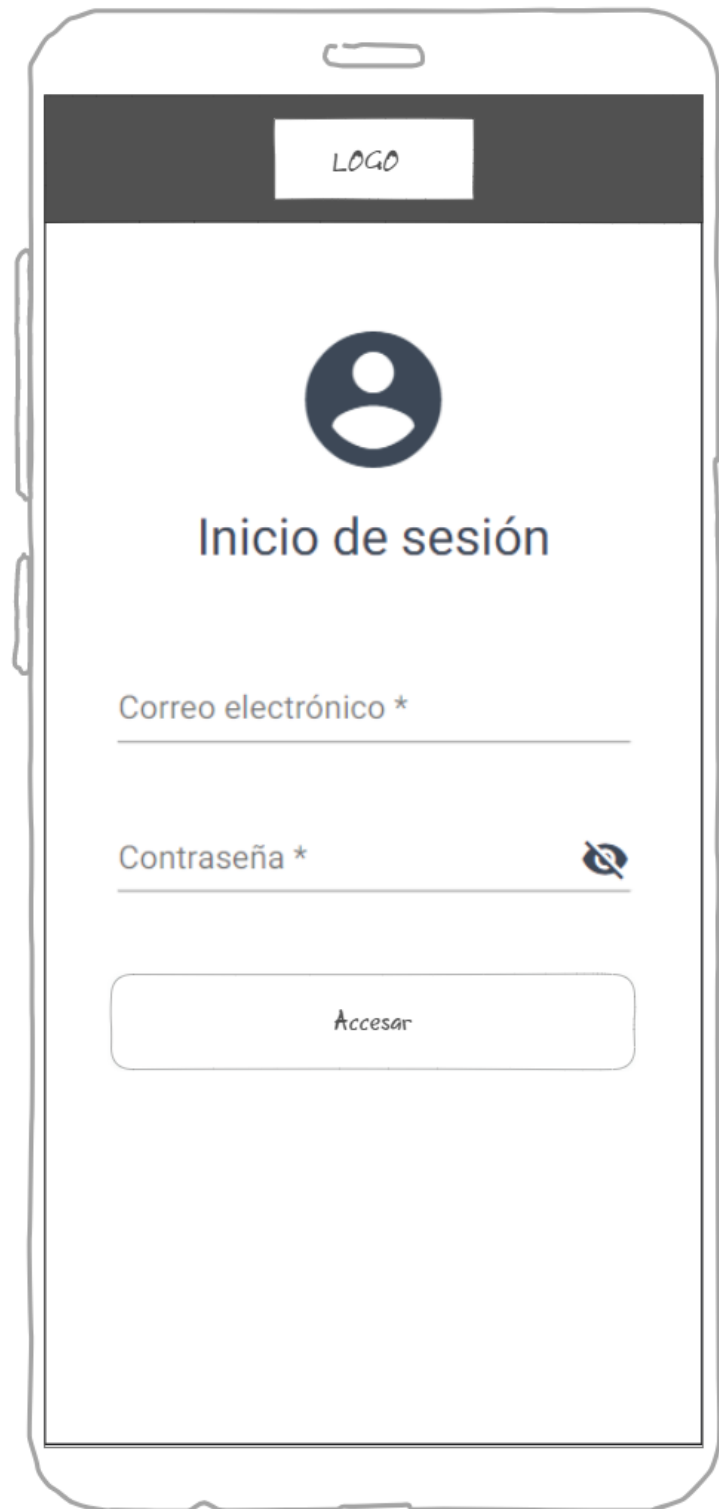 LOGO
Inicio de sesión
Correo electrónico *
Contraseña *
Accesar